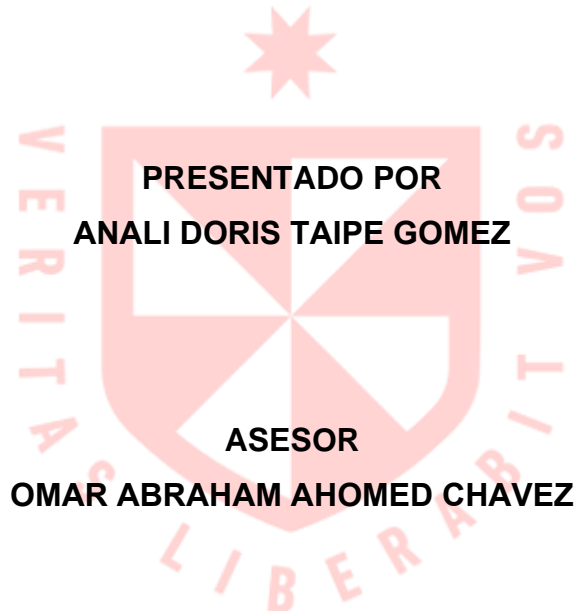 PRESENTADO POR
ANALI DORIS TAIPE GOMEZ
ASESOR
OMAR ABRAHAM AHOMED CHAVEZ
VERITAS LIBERABIT VOS